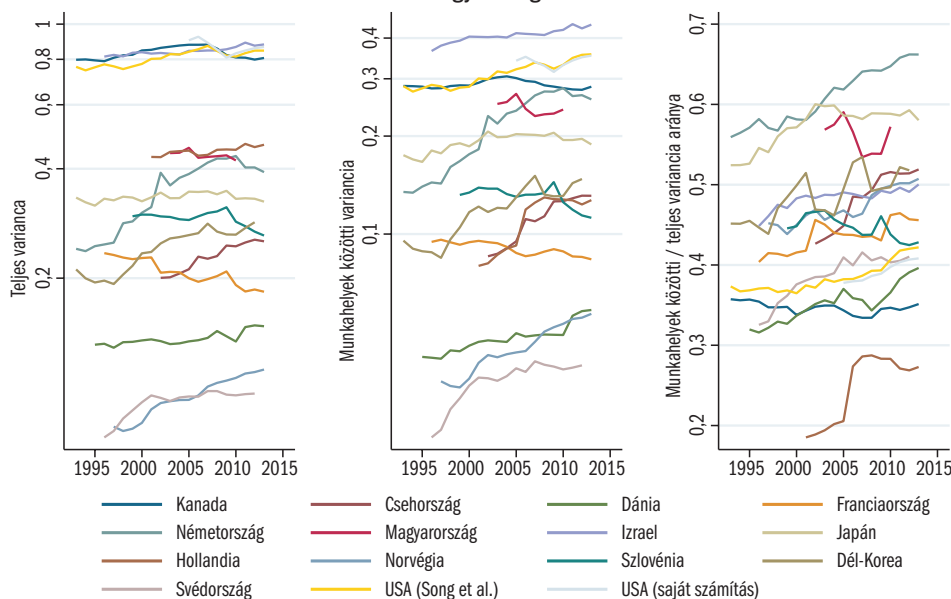 Teljes varianca
1
0,8
0,6
0,4
0,2
1995 2000 2005 2010 2015
Munkahelyek közötti variancia
0,4
0,3
0,2
0,1
1995 2000 2005 2010 2015
Munkahelyek közötti / teljes variancia aránya
0,7
0,6
0,5
0,4
0,3
0,2
1995 2000 2005 2010 2015
Kanada Csehország Dánia Franciaország
Németország Magyarország Izrael Japán
Hollandia Norvégia Szlovénia Dél-Korea
Svédország USA (Song et al.) USA (saját számítás)